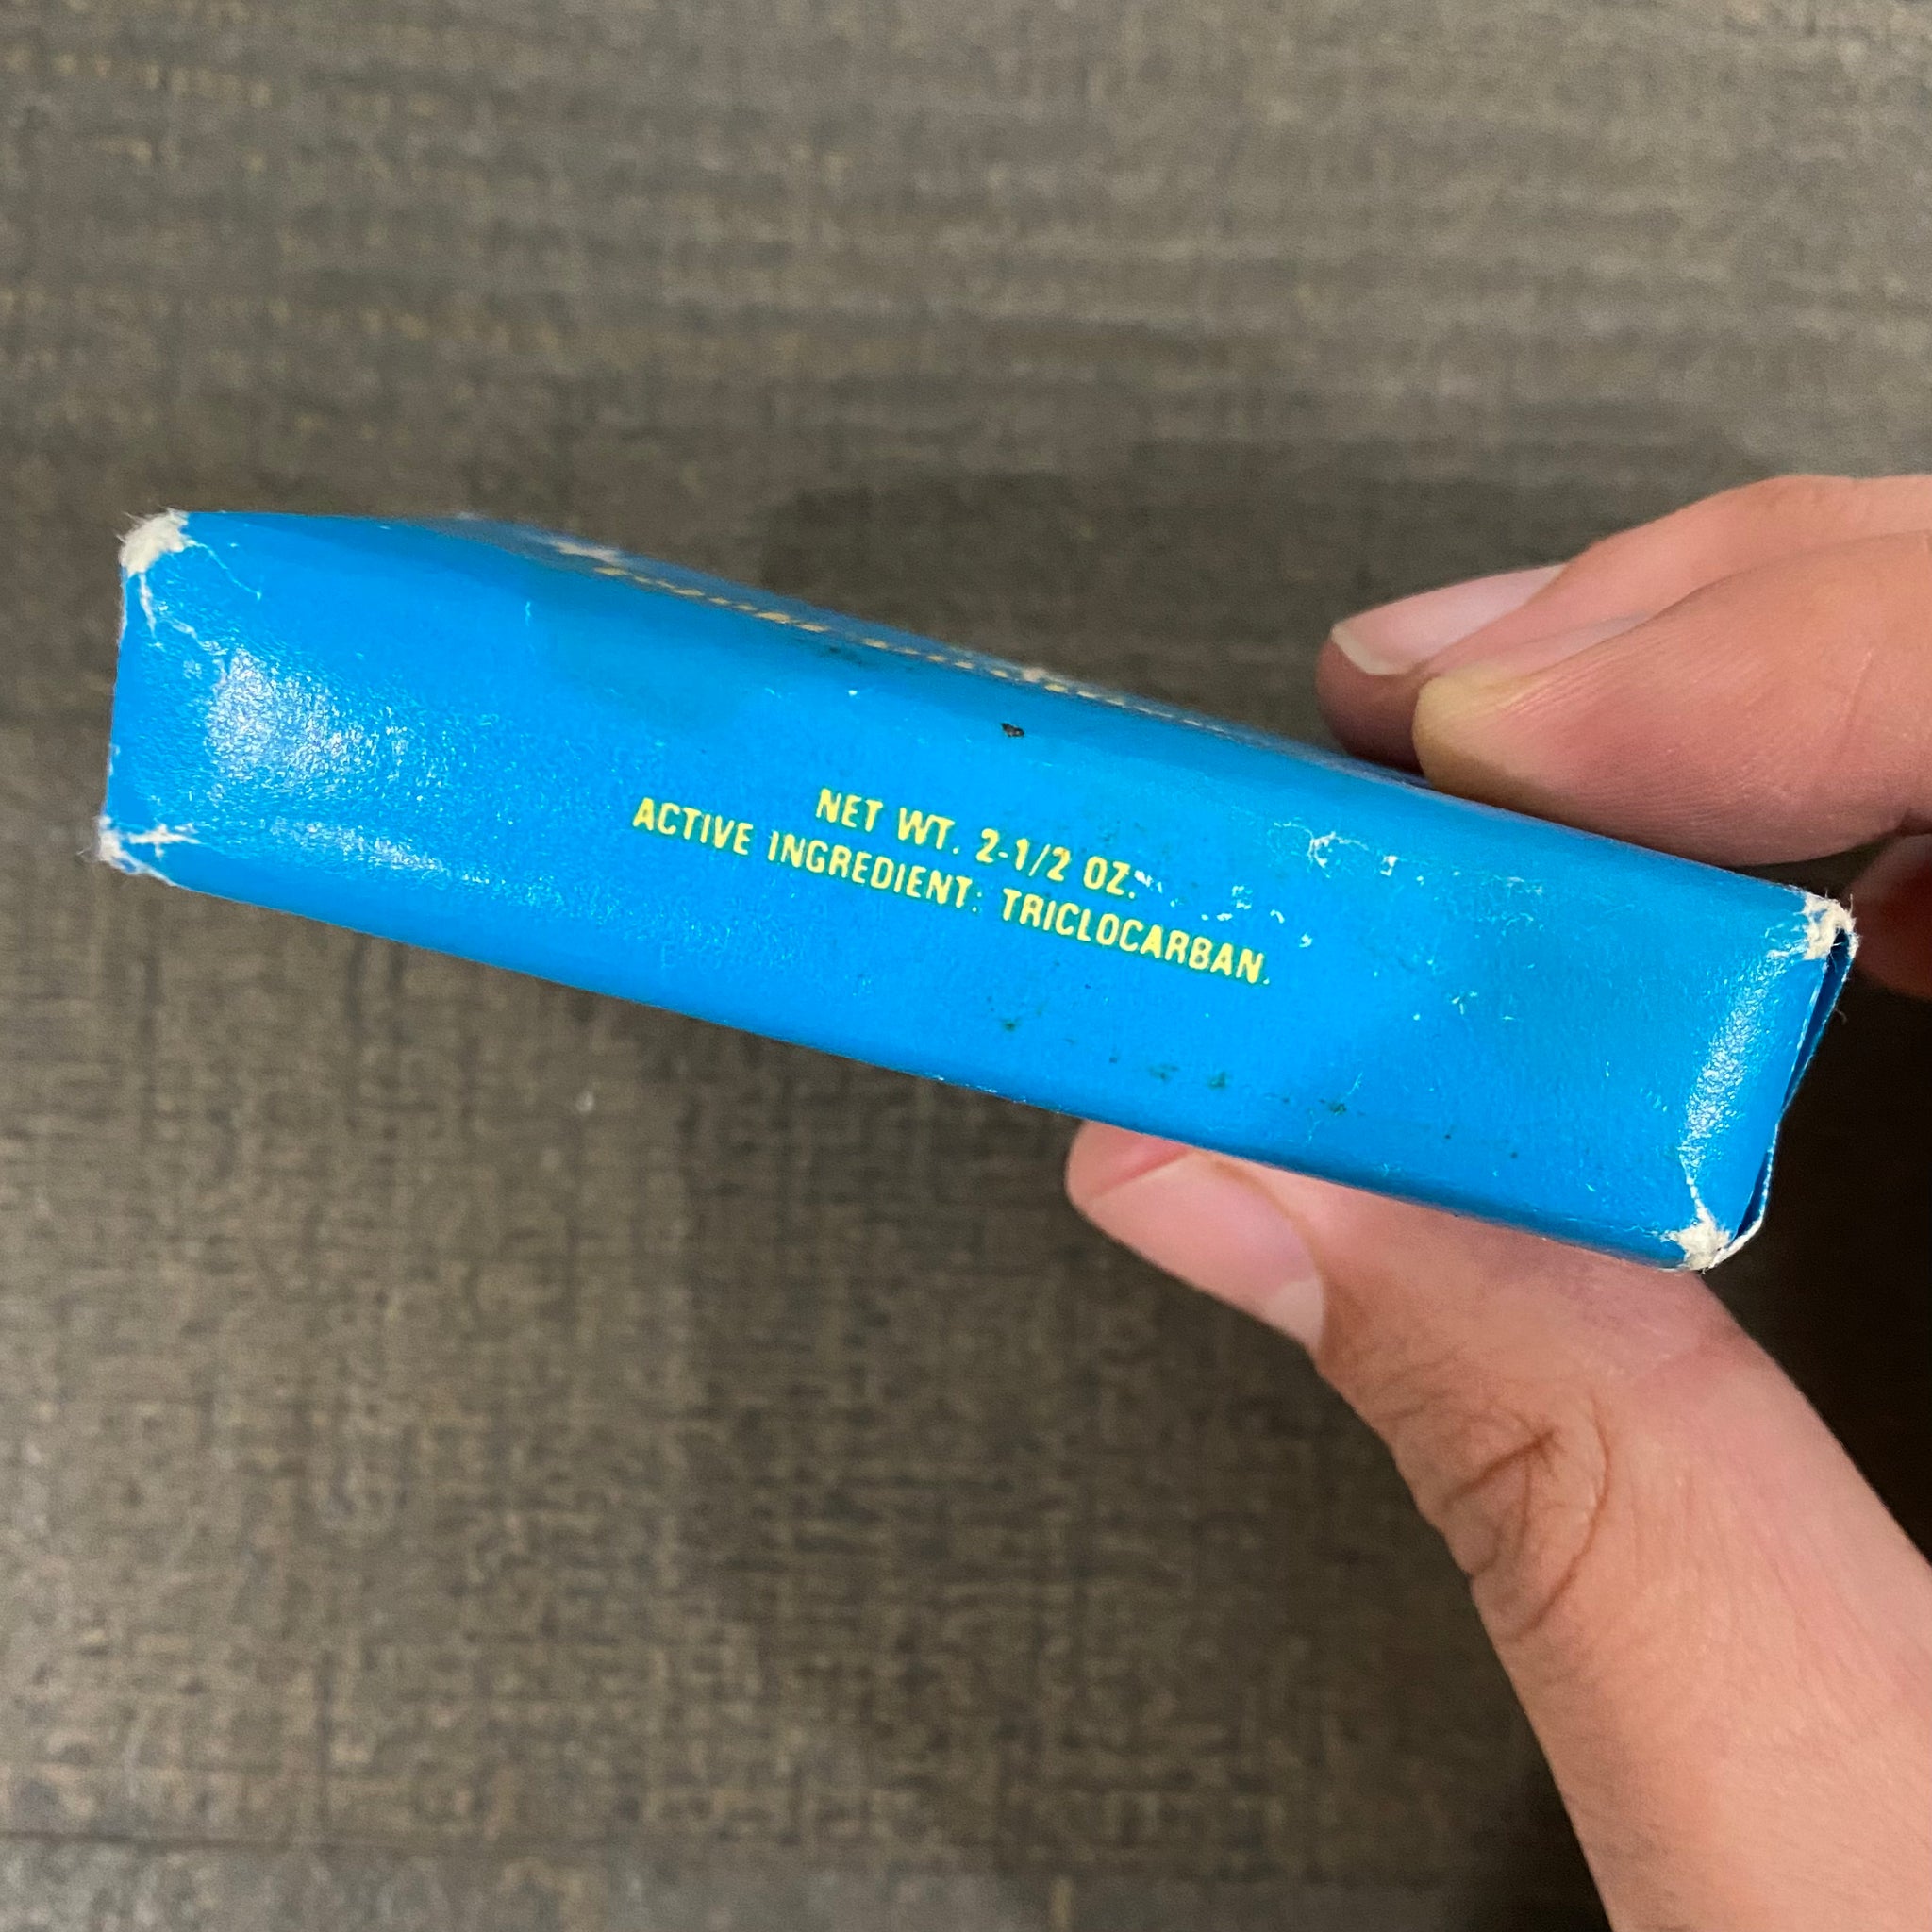 NET WT. 2-1/2 OZ.
ACTIVE INGREDIENT: TRICLOCARBAN.